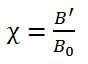 χ = B′/B₀